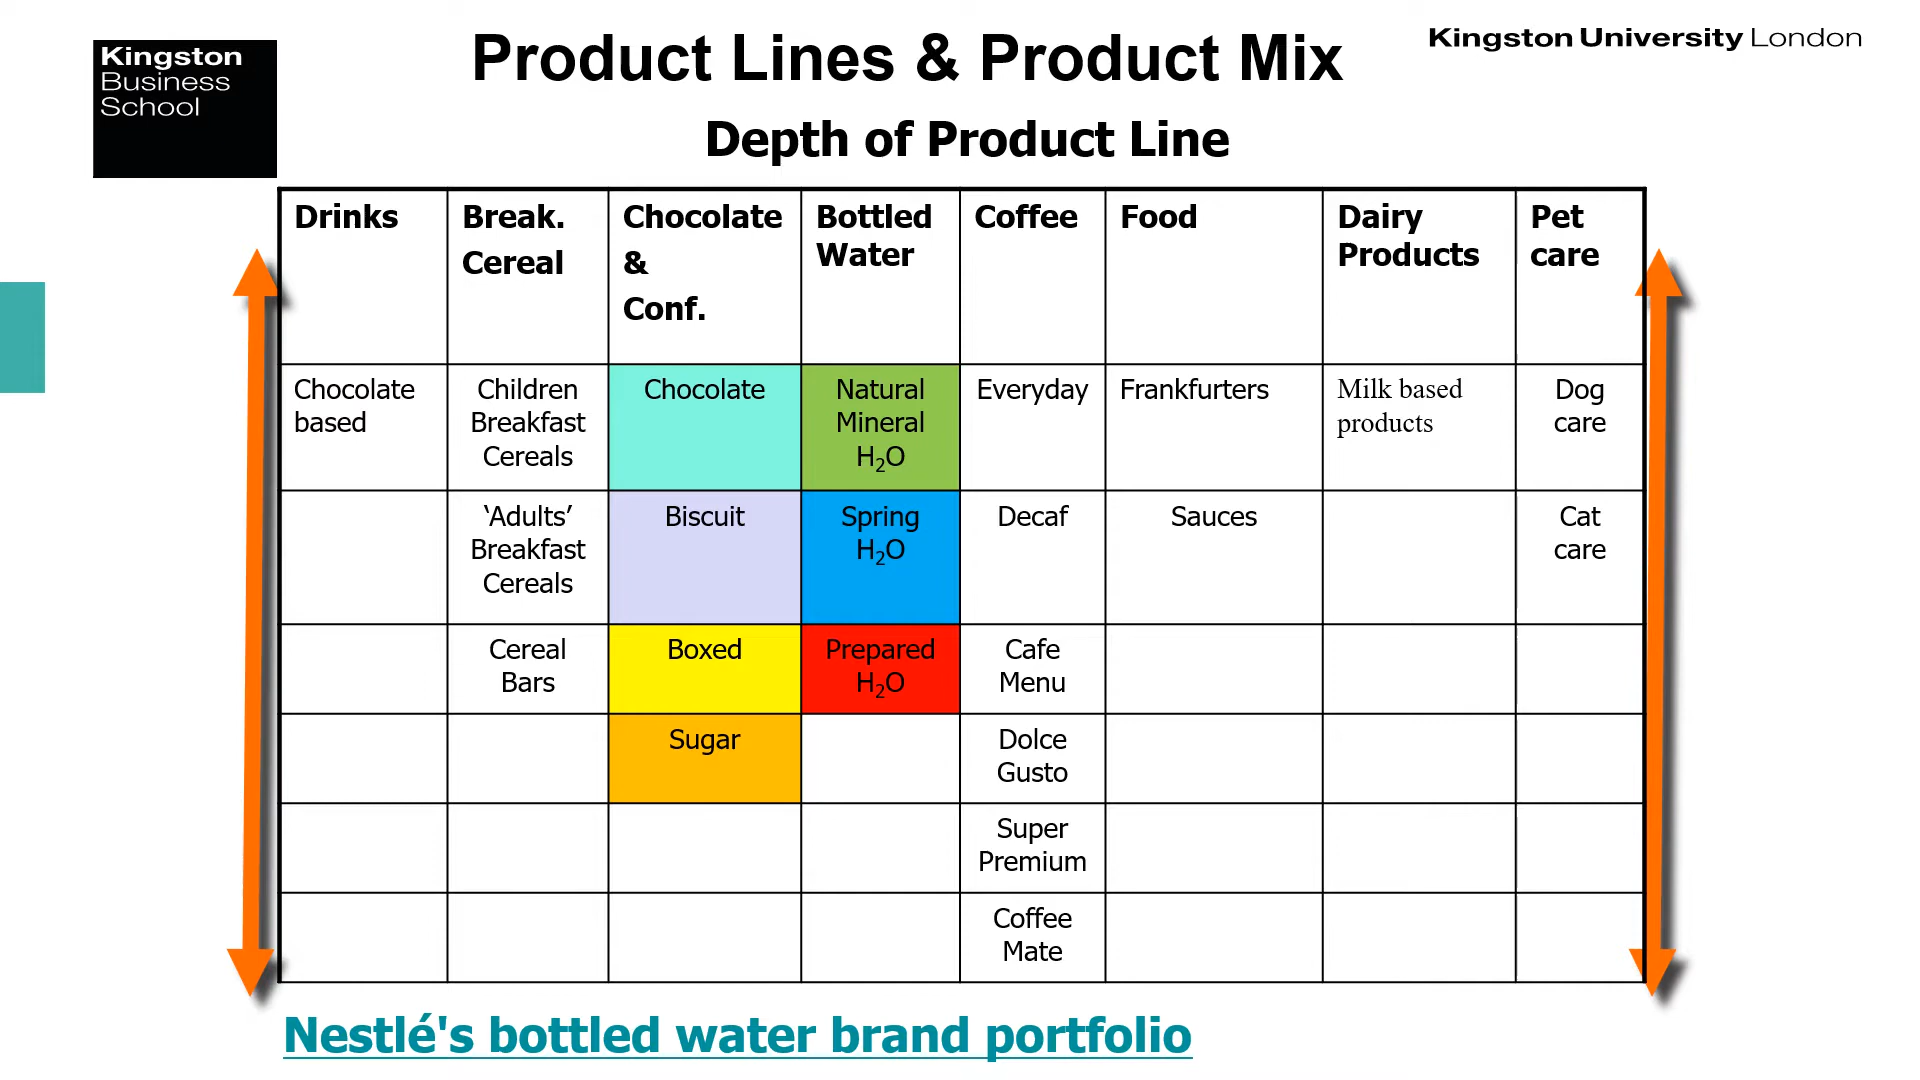 Kingston
Business
School
Product Lines & Product Mix
Kingston University London
Depth of Product Line
Drinks
Break.
Cereal
Chocolate
&
Conf.
Bottled
Water
Coffee
Food
Dairy
Products
Pet
care
Chocolate
based
Children
Breakfast
Cereals
Chocolate
Natural
Mineral
H₂O
Everyday
Frankfurters
Milk based
products
Dog
care
‘Adults’
Breakfast
Cereals
Biscuit
Spring
H₂O
Decaf
Sauces
Cat
care
Cereal
Bars
Boxed
Prepared
H₂O
Cafe
Menu
Sugar
Dolce
Gusto
Super
Premium
Coffee
Mate
Nestlé's bottled water brand portfolio